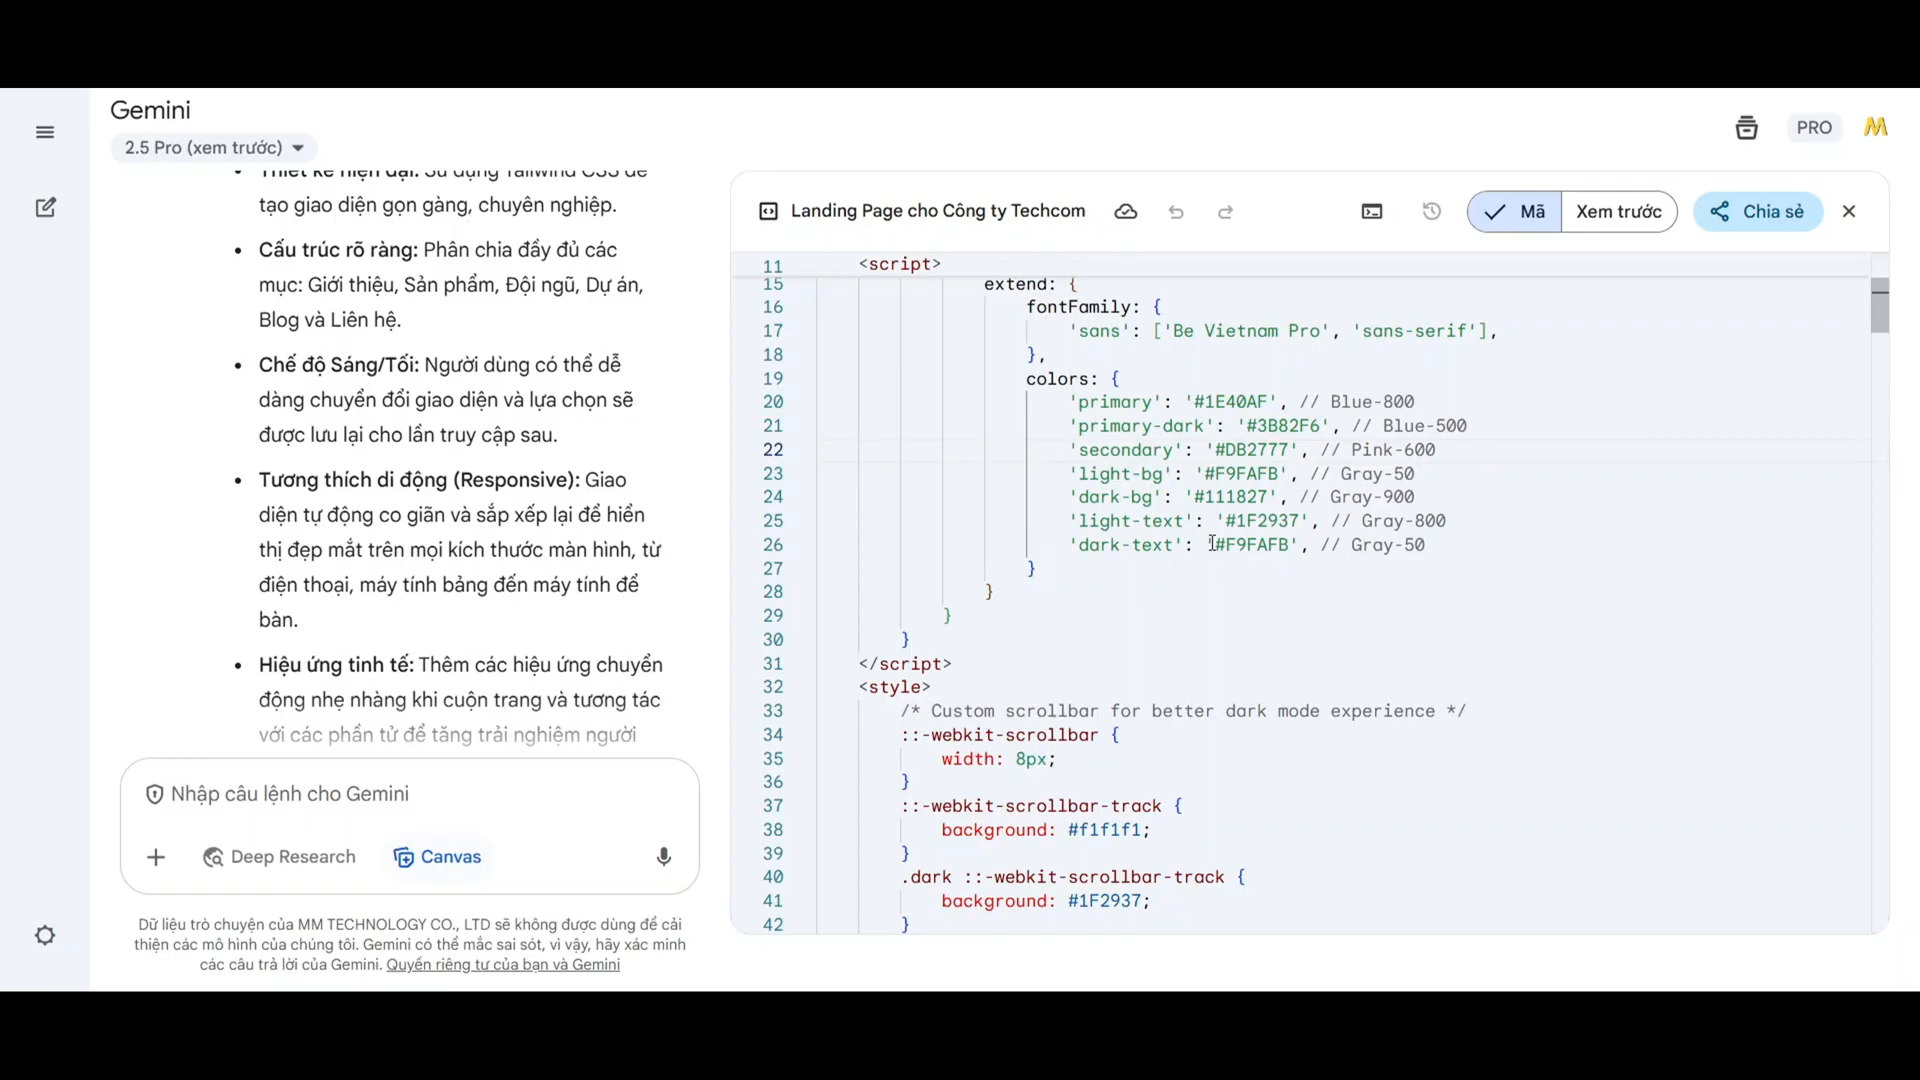 Gemini
2.5 Pro (xem trước)
PRO
Thiết kế hiện đại: Sử dụng Tailwind CSS để
tạo giao diện gọn gàng, chuyên nghiệp.
• Cấu trúc rõ ràng: Phân chia đầy đủ các
mục: Giới thiệu, Sản phẩm, Đội ngũ, Dự án,
Blog và Liên hệ.
• Chế độ Sáng/Tối: Người dùng có thể dễ
dàng chuyển đổi giao diện và lựa chọn sẽ
được lưu lại cho lần truy cập sau.
• Tương thích di động (Responsive): Giao
diện tự động co giãn và sắp xếp lại để hiển
thị đẹp mắt trên mọi kích thước màn hình, từ
điện thoại, máy tính bảng đến máy tính để
bàn.
• Hiệu ứng tinh tế: Thêm các hiệu ứng chuyển
động nhẹ nhàng khi cuộn trang và tương tác
với các phần tử để tăng trải nghiệm người
Nhập câu lệnh cho Gemini
Deep Research
Canvas
Dữ liệu trò chuyện của MM TECHNOLOGY CO., LTD sẽ không được dùng để cải
thiện các mô hình của chúng tôi. Gemini có thể mắc sai sót, vì vậy, hãy xác minh
các câu trả lời của Gemini. Quyền riêng tư của bạn và Gemini
Landing Page cho Công ty Techcom
Mã
Xem trước
Chia sẻ
11 <script>
15 extend: {
16 fontFamily: {
17 'sans': ['Be Vietnam Pro', 'sans-serif'],
18 },
19 colors: {
20 'primary': '#1E40AF', // Blue-800
21 'primary-dark': '#3B82F6', // Blue-500
22 'secondary': '#DB2777', // Pink-600
23 'light-bg': '#F9FAFB', // Gray-50
24 'dark-bg': '#111827', // Gray-900
25 'light-text': '#1F2937', // Gray-800
26 'dark-text': '#F9FAFB', // Gray-50
27 }
28 }
29 }
30 }
31 </script>
32 <style>
33 /* Custom scrollbar for better dark mode experience */
34 ::-webkit-scrollbar {
35 width: 8px;
36 }
37 ::-webkit-scrollbar-track {
38 background: #f1f1f1;
39 }
40 .dark ::-webkit-scrollbar-track {
41 background: #1F2937;
42 }